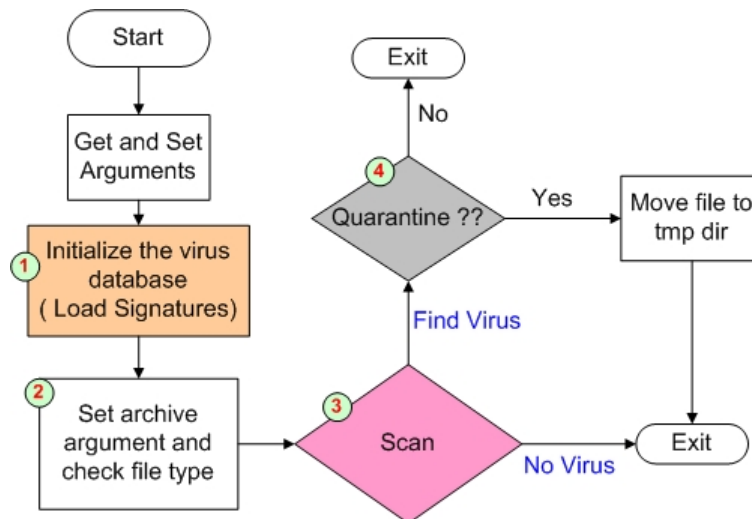 Start
Get and Set
Arguments
1
Initialize the virus
database
( Load Signatures)
2
Set archive
argument and
check file type
3
Scan
Find Virus
No Virus
4
Quarantine ??
No
Exit
Yes
Move file to
tmp dir
Exit